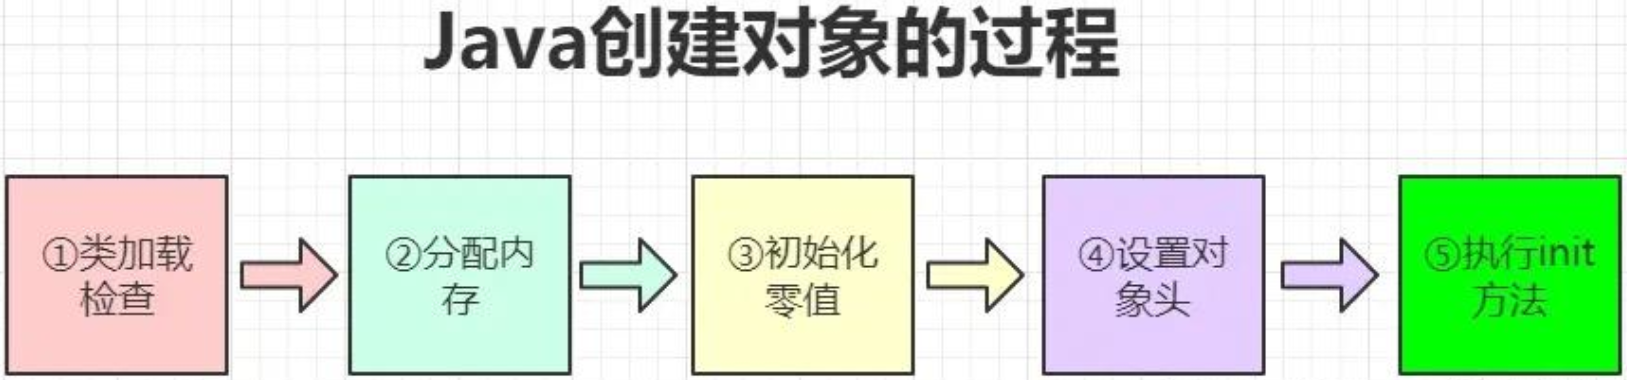 Java创建对象的过程
①类加载
检查
②分配内
存
③初始化
零值
④设置对
象头
⑤执行init
方法